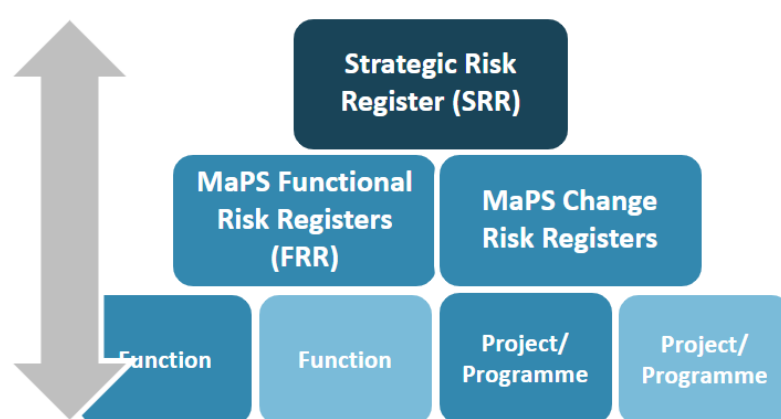 Strategic Risk
Register (SRR)
MaPS Functional
Risk Registers
(FRR)
MaPS Change
Risk Registers
Function
Function
Project/
Programme
Project/
Programme